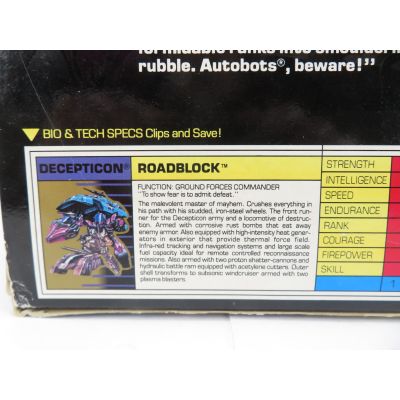 formidable ranks into smoulder
rubble. Autobots®, beware!"
▼ BIO & TECH SPECS Clips and Save!
DECEPTICON® ROADBLOCK™
FUNCTION: GROUND FORCES COMMANDER
"To show fear is to admit defeat."
The malevolent master of mayhem. Crushes everything in
his path with his studded, iron-steel wheels. The front run-
tier for the Decepticon army and a locomotive of destruc-
tion. Armed with corrosive rust bombs that eat away
enemy armor. Also equipped with high-intensity heat gener-
ators in exterior that provide thermal force field.
Infra-red tracking and navigation systems and large scale
fuel capacity ideal for remote controlled reconnaissance
missions. Also armed with two proton shatter-cannons and
hydraulic battle ram equipped with acetylene cutters. Outer
shell transforms to subsonic windcruiser armed with two
plasma blasters.
STRENGTH
INTELLIGENCE
SPEED
ENDURANCE
RANK
COURAGE
FIREPOWER
SKILL
1